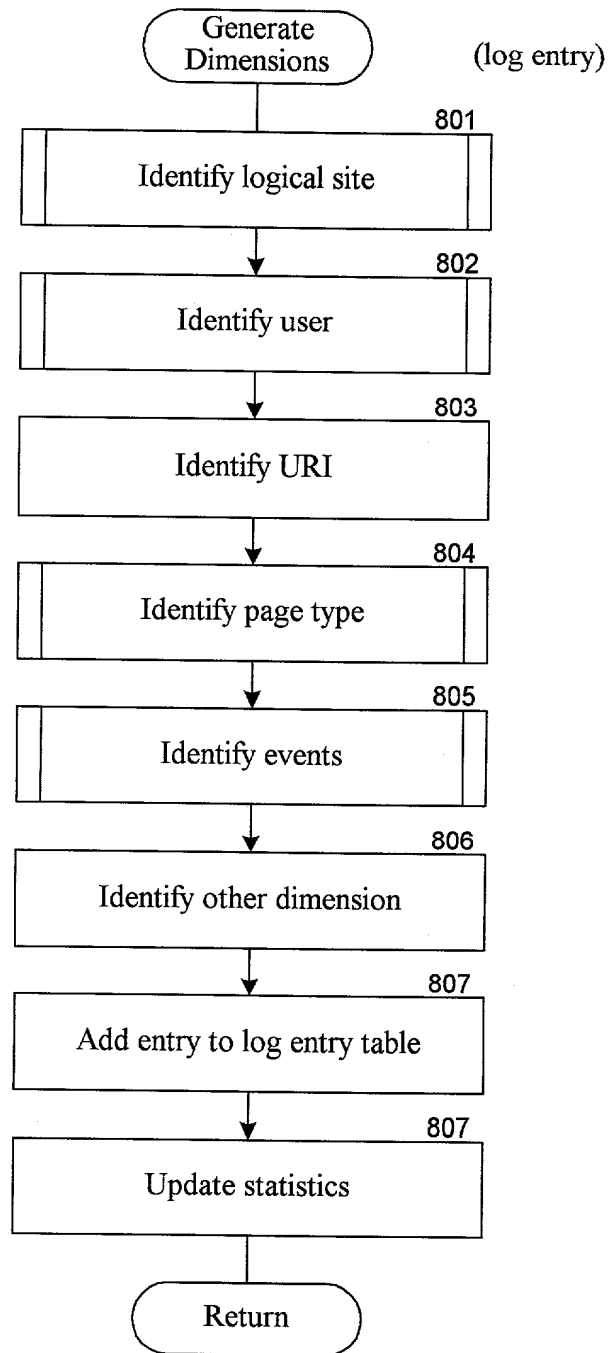 Generate
Dimensions
(log entry)
801
Identify logical site
802
Identify user
803
Identify URI
804
Identify page type
805
Identify events
806
Identify other dimension
807
Add entry to log entry table
807
Update statistics
Return